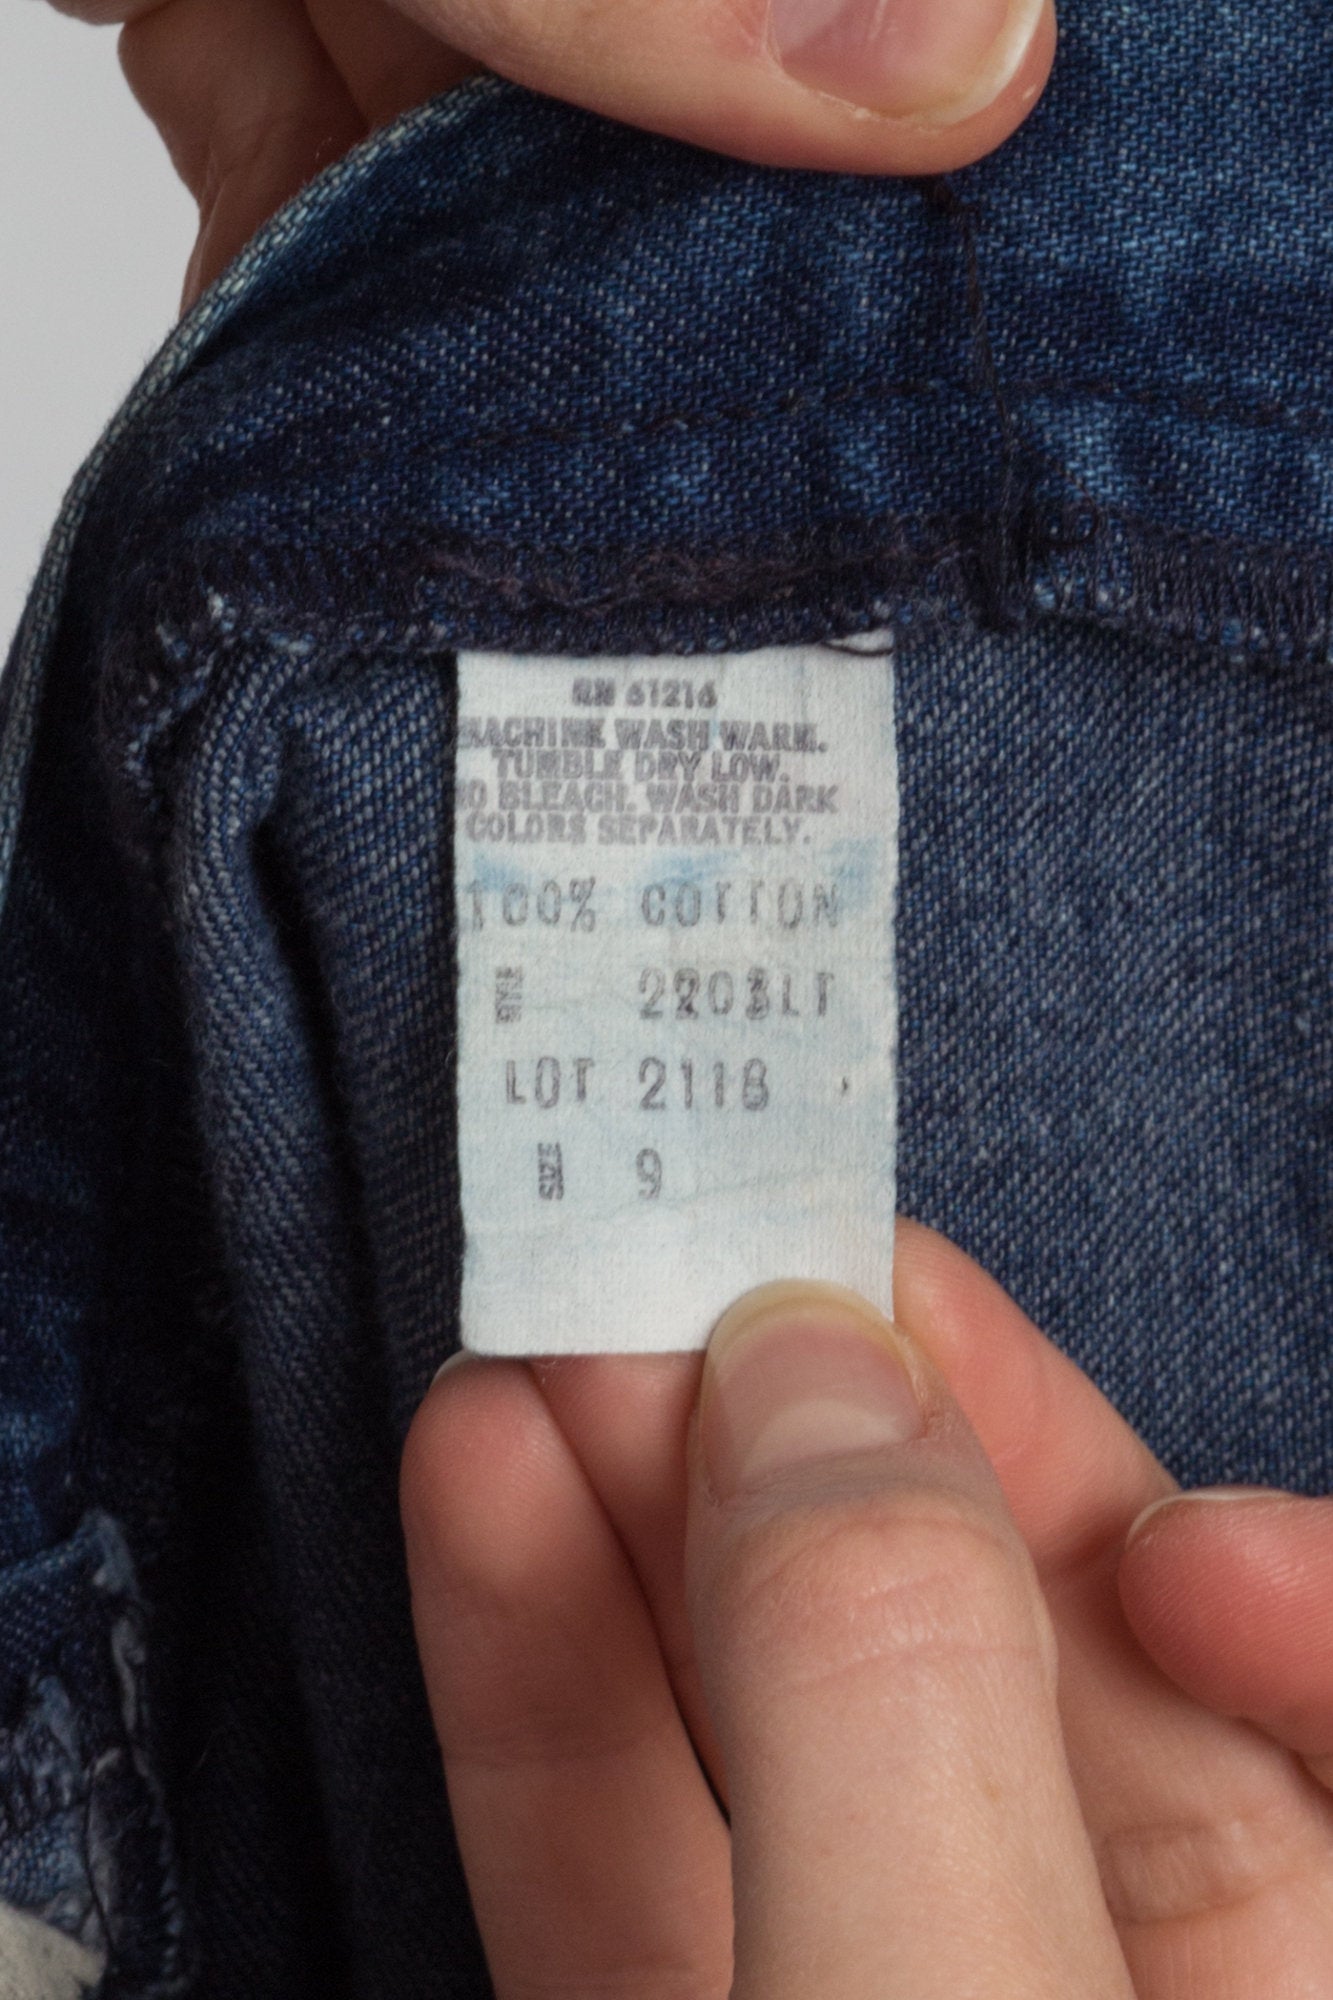 RN 61216
MACHINE WASH WARM.
TUMBLE DRY LOW.
NO BLEACH. WASH DARK
COLORS SEPARATELY.
100% COTTON
STYLE
LOT 2118
SIZE 9